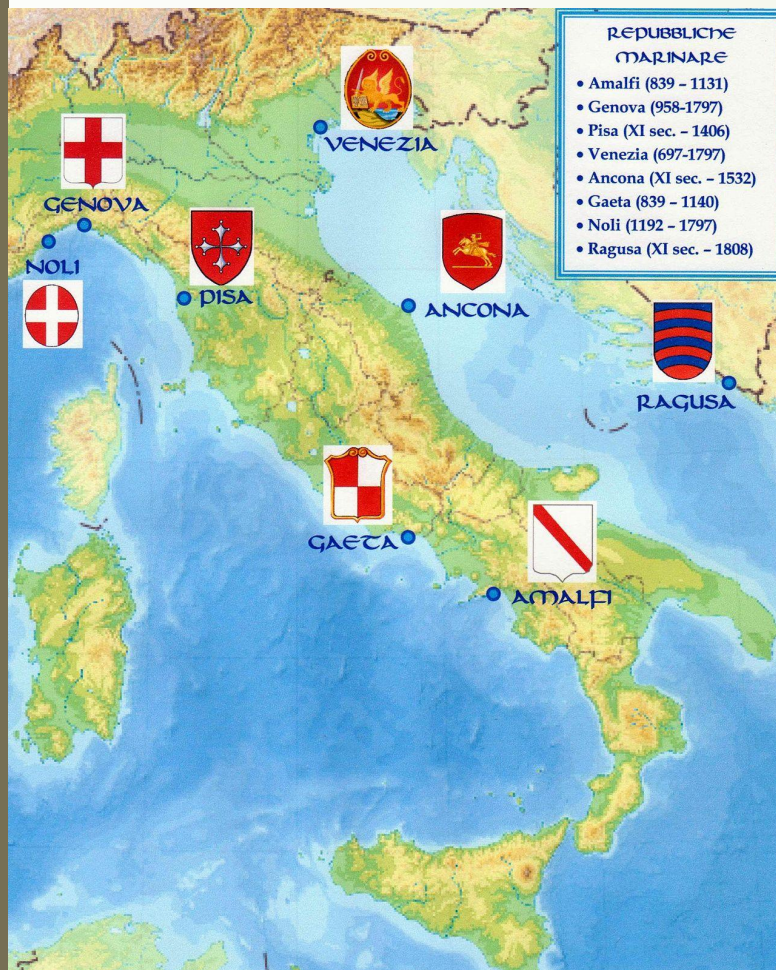 REPUBBLICHE
MARINARE
• Amalfi (839 – 1131)
• Genova (958-1797)
• Pisa (XI sec. – 1406)
• Venezia (697-1797)
• Ancona (XI sec. – 1532)
• Gaeta (839 – 1140)
• Noli (1192 – 1797)
• Ragusa (XI sec. – 1808)
VENEZIA
GENOVA
NOLI
PISA
ANCONA
RAGUSA
GAETA
AMALFI